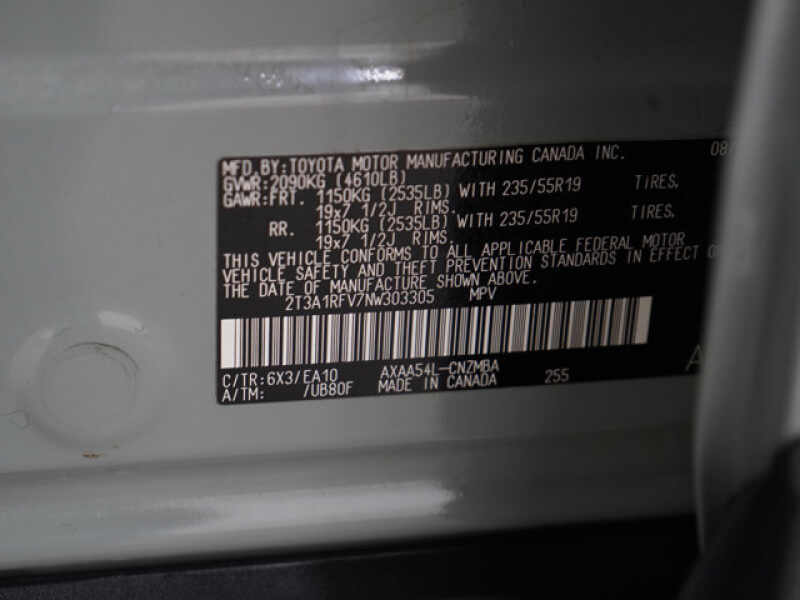 MFD. BY: TOYOTA MOTOR MANUFACTURING CANADA INC. 08/
GVWR: 2090KG (4610LB)
GAWR: FRT. 1150KG (2535LB) WITH 235/55R19 TIRES,
19x7 1/2J RIMS.
RR. 1150KG (2535LB) WITH 235/55R19 TIRES,
19x7 1/2J RIMS.
THIS VEHICLE CONFORMS TO ALL APPLICABLE FEDERAL MOTOR
VEHICLE SAFETY AND THEFT PREVENTION STANDARDS IN EFFECT
THE DATE OF MANUFACTURE SHOWN ABOVE.
2T3A1RFV7NW303305 MPV
C/TR: 6X3/EA10 AXAA54L-CNZMBA 255
A/TM: /UB80F MADE IN CANADA